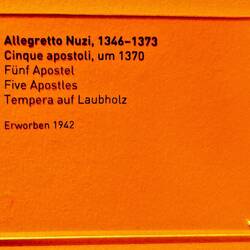 Allegretto Nuzi, 1346–1373
Cinque apostoli, um 1370
Fünf Apostel
Five Apostles
Tempera auf Laubholz
Erworben 1942